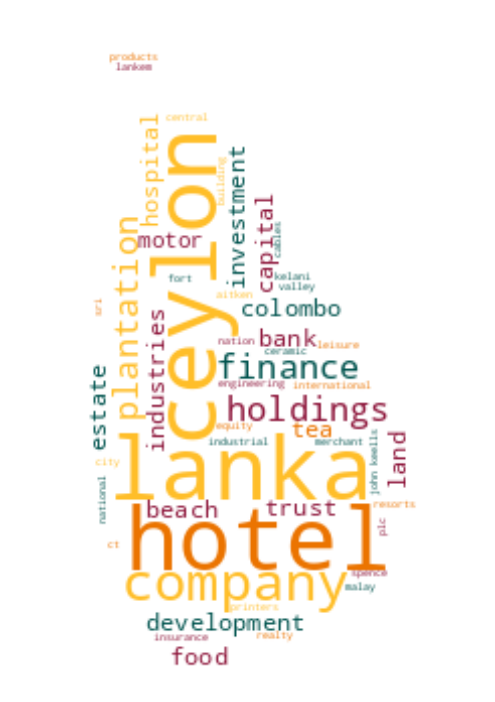 products
lankem
central
hospital
ceylon
building
investment
capital
cables
motor
plantation
fort
kelani
valley
aitken
sri
colombo
industries
nation
bank
leisure
ceramic
finance
estate
engineering
international
holdings
equity
tea
industrial
merchant
john keells
land
city
lanka
national
beach
trust
resorts
plc
hotel
ct
company
spence
malay
printers
development
insurance
realty
food